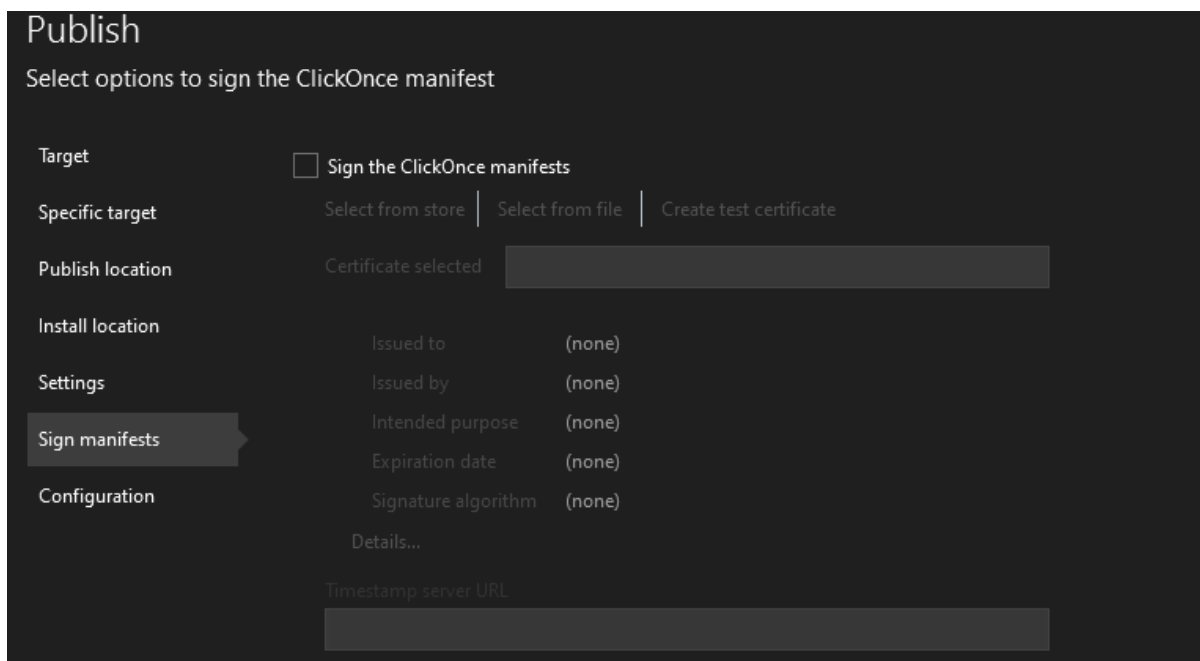 Publish
Select options to sign the ClickOnce manifest
Target
Specific target
Publish location
Install location
Settings
Sign manifests
Configuration
Sign the ClickOnce manifests
Select from store Select from file Create test certificate
Certificate selected
Issued to (none)
Issued by (none)
Intended purpose (none)
Expiration date (none)
Signature algorithm (none)
Details...
Timestamp server URL